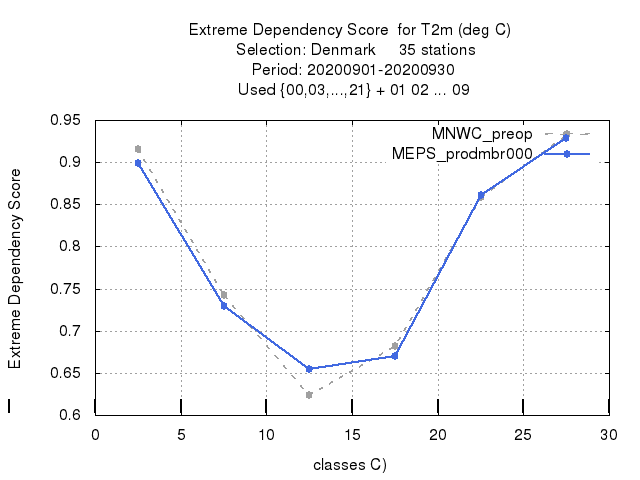 Extreme Dependency Score for T2m (deg C)
Selection: Denmark 35 stations
Period: 20200901-20200930
Used {00,03,...,21} + 01 02 ... 09
MNWC_preop
MEPS_prodmbr000
Extreme Dependency Score
0.95
0.9
0.85
0.8
0.75
0.7
0.65
0.6
0 5 10 15 20 25 30
classes C)